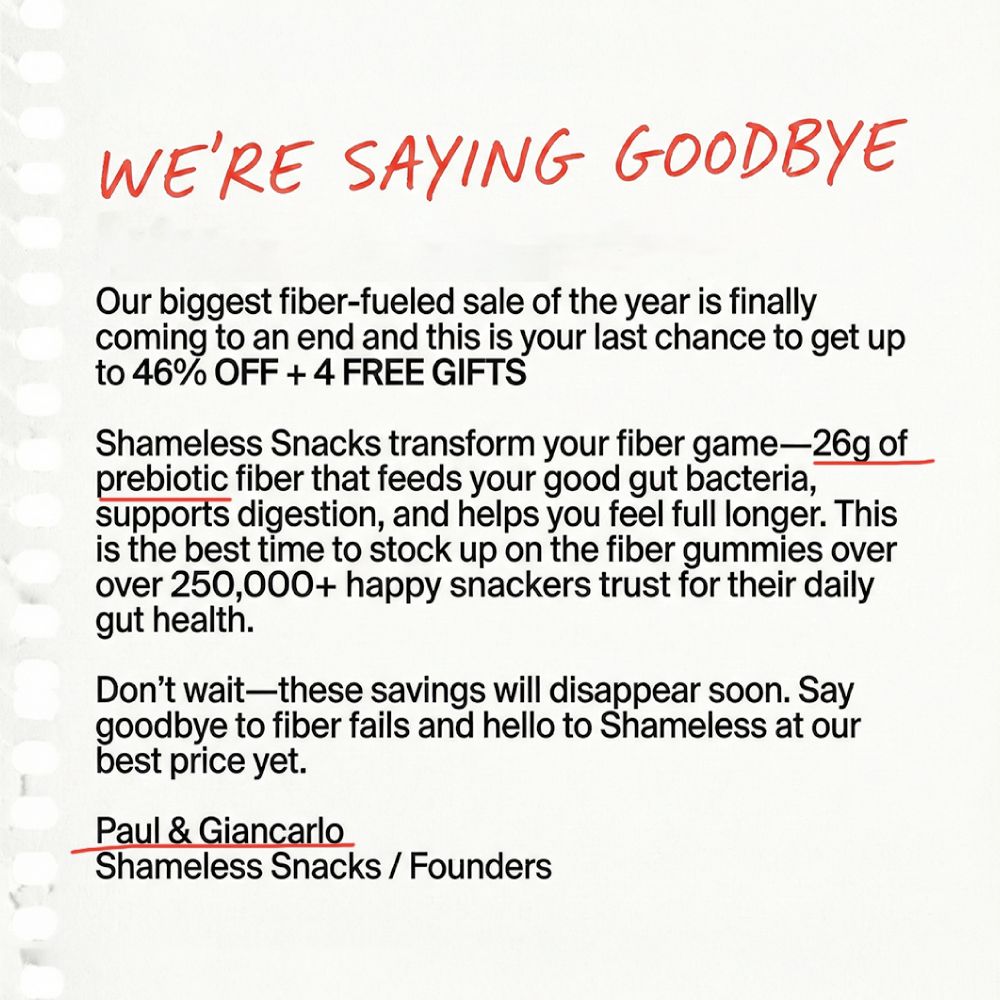 WE'RE SAYING GOODBYE
Our biggest fiber-fueled sale of the year is finally
coming to an end and this is your last chance to get up
to 46% OFF + 4 FREE GIFTS
Shameless Snacks transform your fiber game—26g of
prebiotic fiber that feeds your good gut bacteria,
supports digestion, and helps you feel full longer. This
is the best time to stock up on the fiber gummies over
over 250,000+ happy snackers trust for their daily
gut health.
Don't wait—these savings will disappear soon. Say
goodbye to fiber fails and hello to Shameless at our
best price yet.
Paul & Giancarlo
Shameless Snacks / Founders